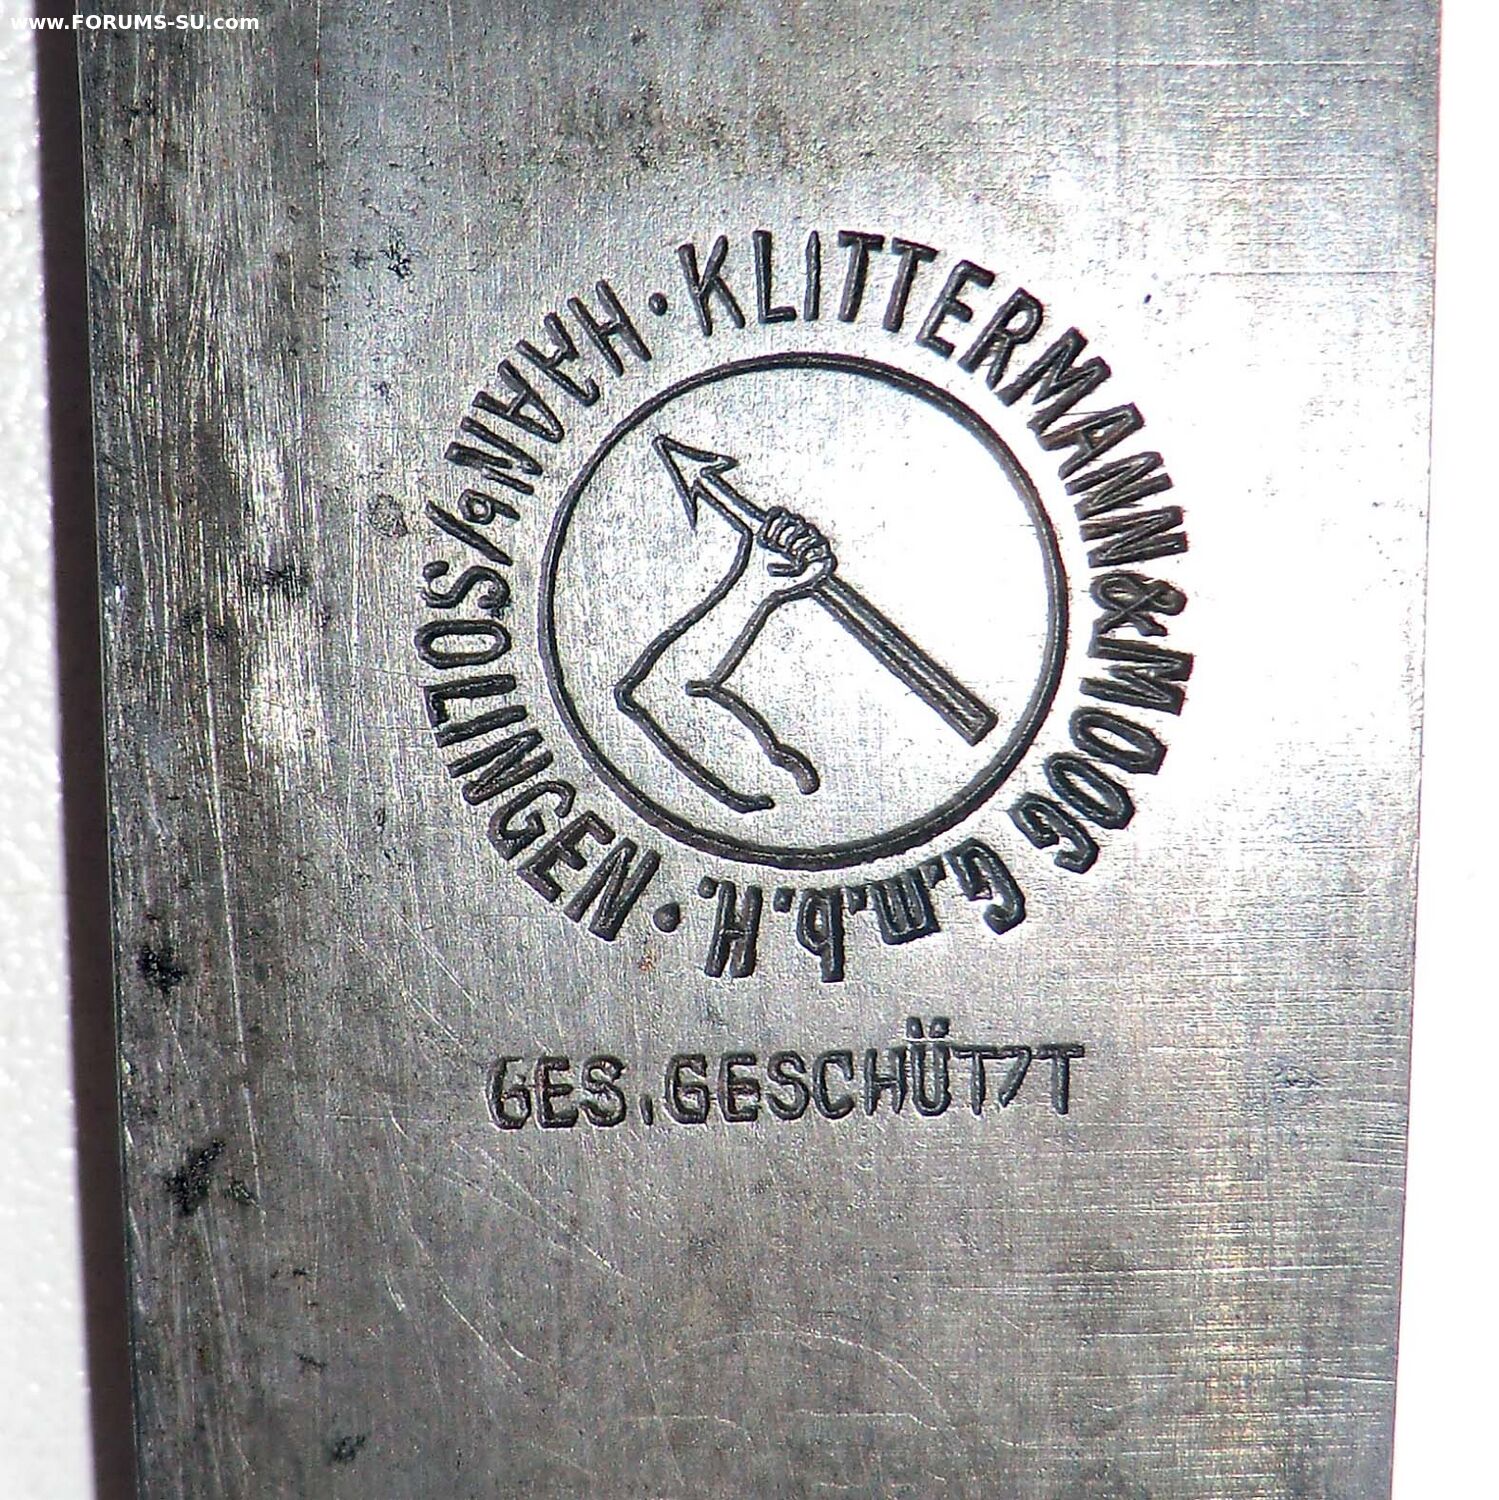 www.FORUMS-SU.com
KLITTERMANN & MOOG G.m.b.H. · HAAN b/SOLINGEN ·
GES. GESCHÜTZT